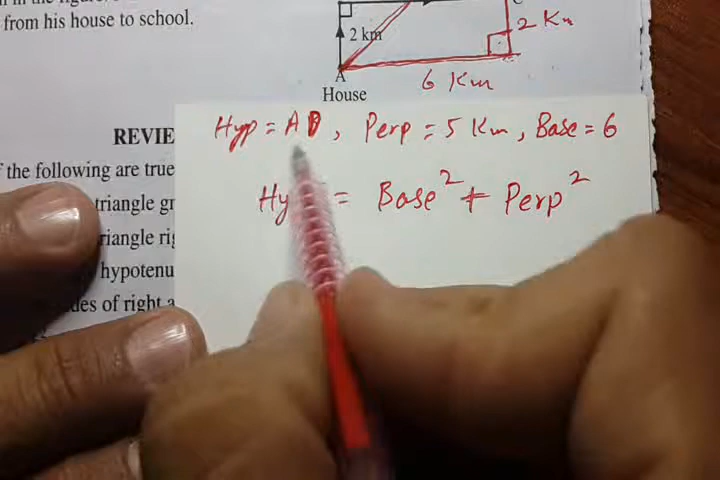 from his house to school.
2 km
2 Km
A
6 Km
House
Hyp = AD, Perp = 5 Km, Base = 6
REVIE
f the following are true
= Base² + Perp²
triangle gr
riangle rig
hypotenu
des of right a